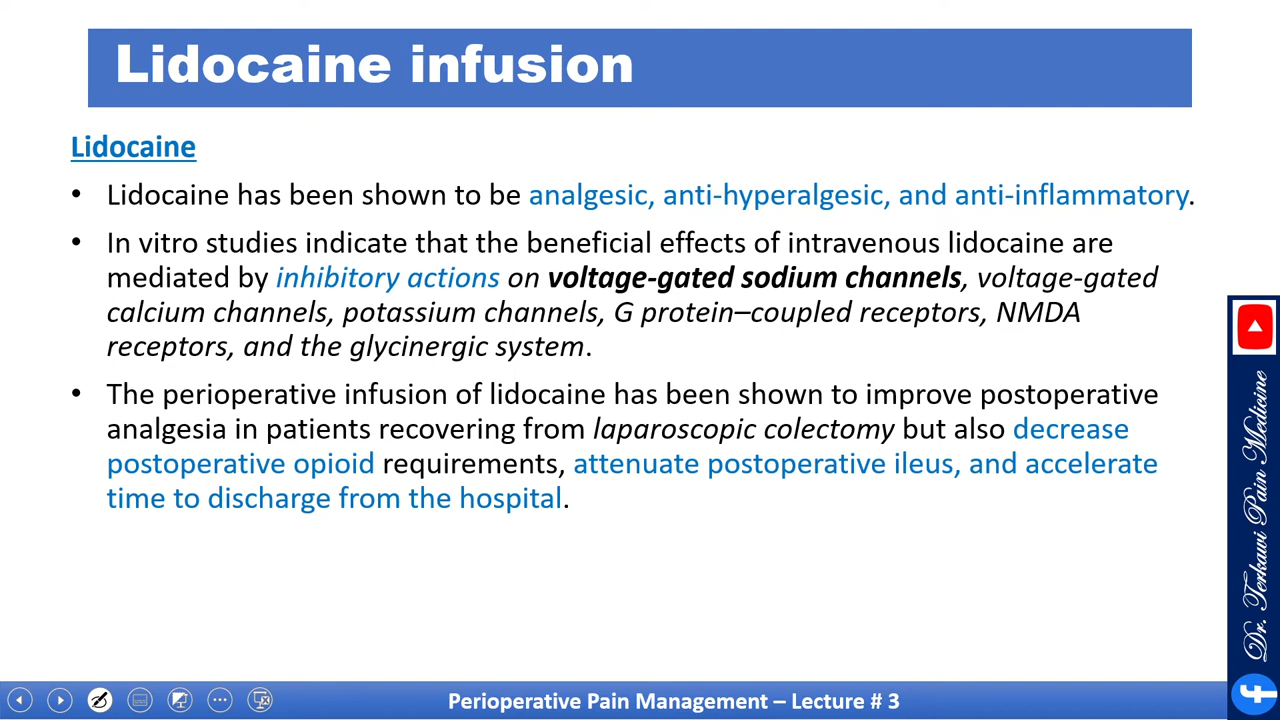 Lidocaine infusion
Lidocaine
• Lidocaine has been shown to be analgesic, anti-hyperalgesic, and anti-inflammatory.
• In vitro studies indicate that the beneficial effects of intravenous lidocaine are
mediated by inhibitory actions on voltage-gated sodium channels, voltage-gated
calcium channels, potassium channels, G protein–coupled receptors, NMDA
receptors, and the glycinergic system.
• The perioperative infusion of lidocaine has been shown to improve postoperative
analgesia in patients recovering from laparoscopic colectomy but also decrease
postoperative opioid requirements, attenuate postoperative ileus, and accelerate
time to discharge from the hospital.
Dr. Terkawi Pain Medicine
Perioperative Pain Management – Lecture # 3